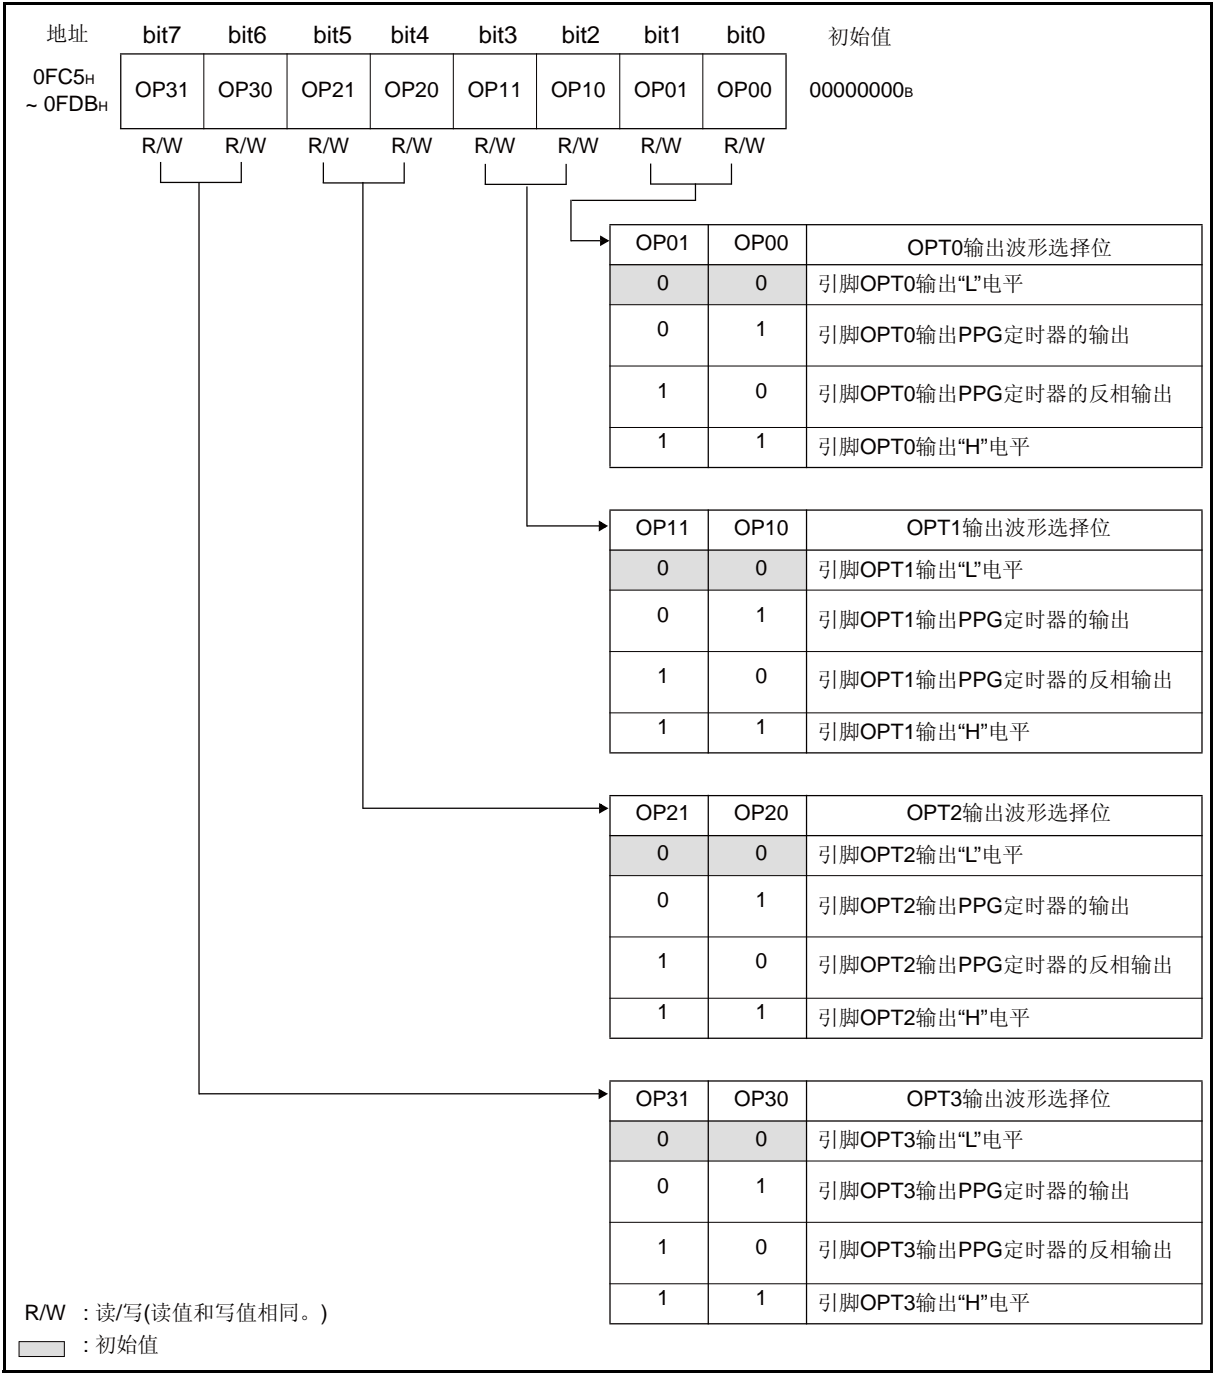 地址 bit7 bit6 bit5 bit4 bit3 bit2 bit1 bit0 初始值
0FC5H
~ 0FDBH
OP31 OP30 OP21 OP20 OP11 OP10 OP01 OP00 00000000B
R/W R/W R/W R/W R/W R/W R/W R/W
OP01 OP00 OPT0输出波形选择位
0 0 引脚OPT0输出“L”电平
0 1 引脚OPT0输出PPG定时器的输出
1 0 引脚OPT0输出PPG定时器的反相输出
1 1 引脚OPT0输出“H”电平
OP11 OP10 OPT1输出波形选择位
0 0 引脚OPT1输出“L”电平
0 1 引脚OPT1输出PPG定时器的输出
1 0 引脚OPT1输出PPG定时器的反相输出
1 1 引脚OPT1输出“H”电平
OP21 OP20 OPT2输出波形选择位
0 0 引脚OPT2输出“L”电平
0 1 引脚OPT2输出PPG定时器的输出
1 0 引脚OPT2输出PPG定时器的反相输出
1 1 引脚OPT2输出“H”电平
OP31 OP30 OPT3输出波形选择位
0 0 引脚OPT3输出“L”电平
0 1 引脚OPT3输出PPG定时器的输出
1 0 引脚OPT3输出PPG定时器的反相输出
1 1 引脚OPT3输出“H”电平
R/W : 读/写(读值和写值相同。)
: 初始值